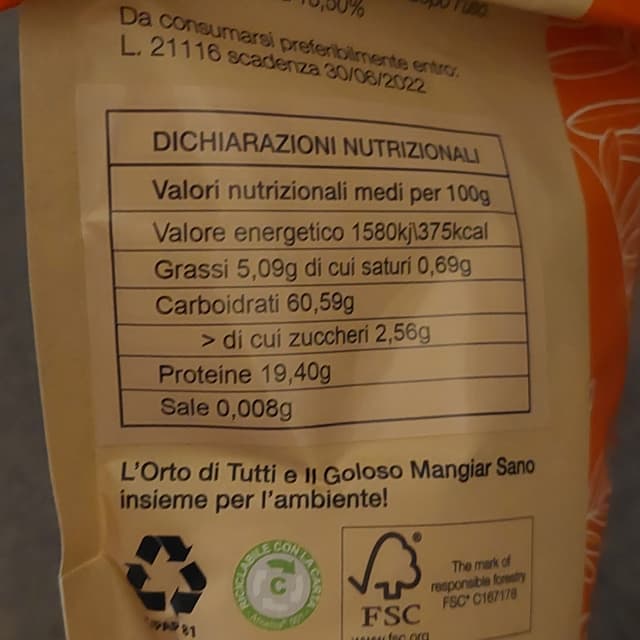 Da consumarsi preferibilmente entro:
L. 21116 scadenza 30/06/2022
DICHIARAZIONI NUTRIZIONALI
Valori nutrizionali medi per 100g
Valore energetico 1580kj\375kcal
Grassi 5,09g di cui saturi 0,69g
Carboidrati 60,59g
> di cui zuccheri 2,56g
Proteine 19,40g
Sale 0,008g
L'Orto di Tutti e Il Goloso Mangiar Sano
insieme per l'ambiente!
RICICLABILE CON LA CARTA
C
PAP 81
FSC
The mark of
responsible forestry
FSC® C167178
www.fsc.org